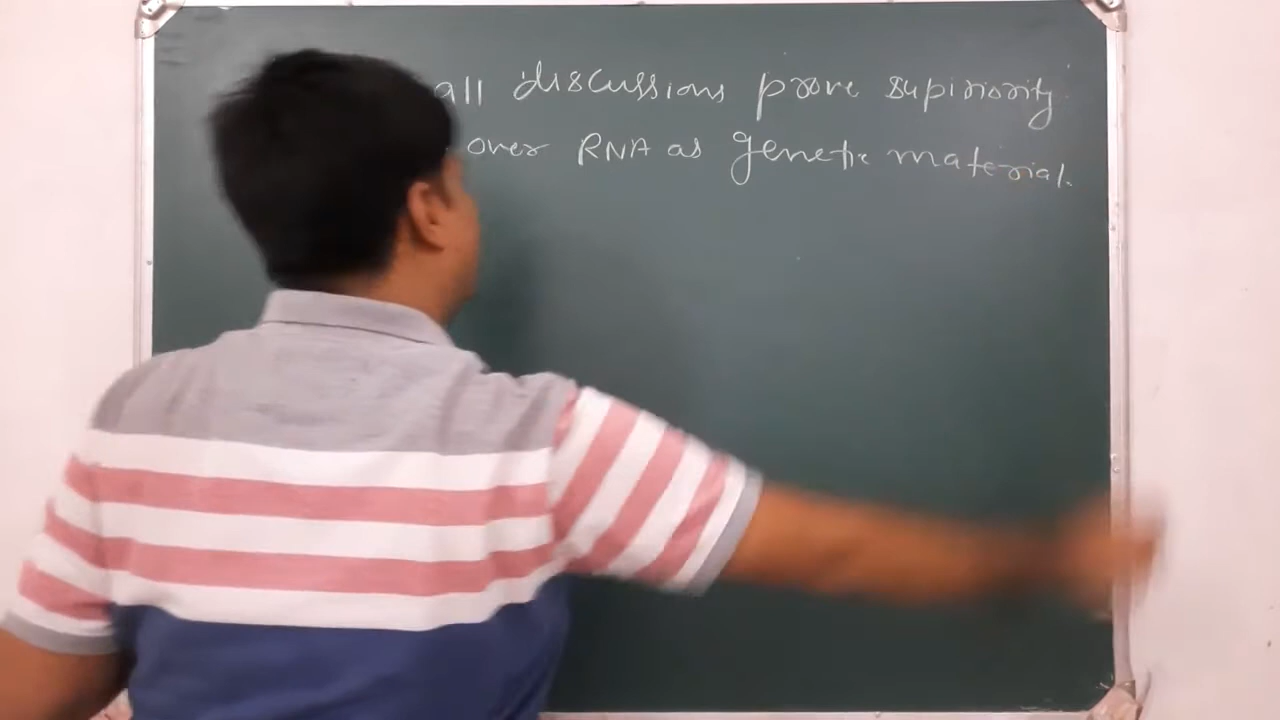 all discussions prove supiriority
over RNA as genetic material.